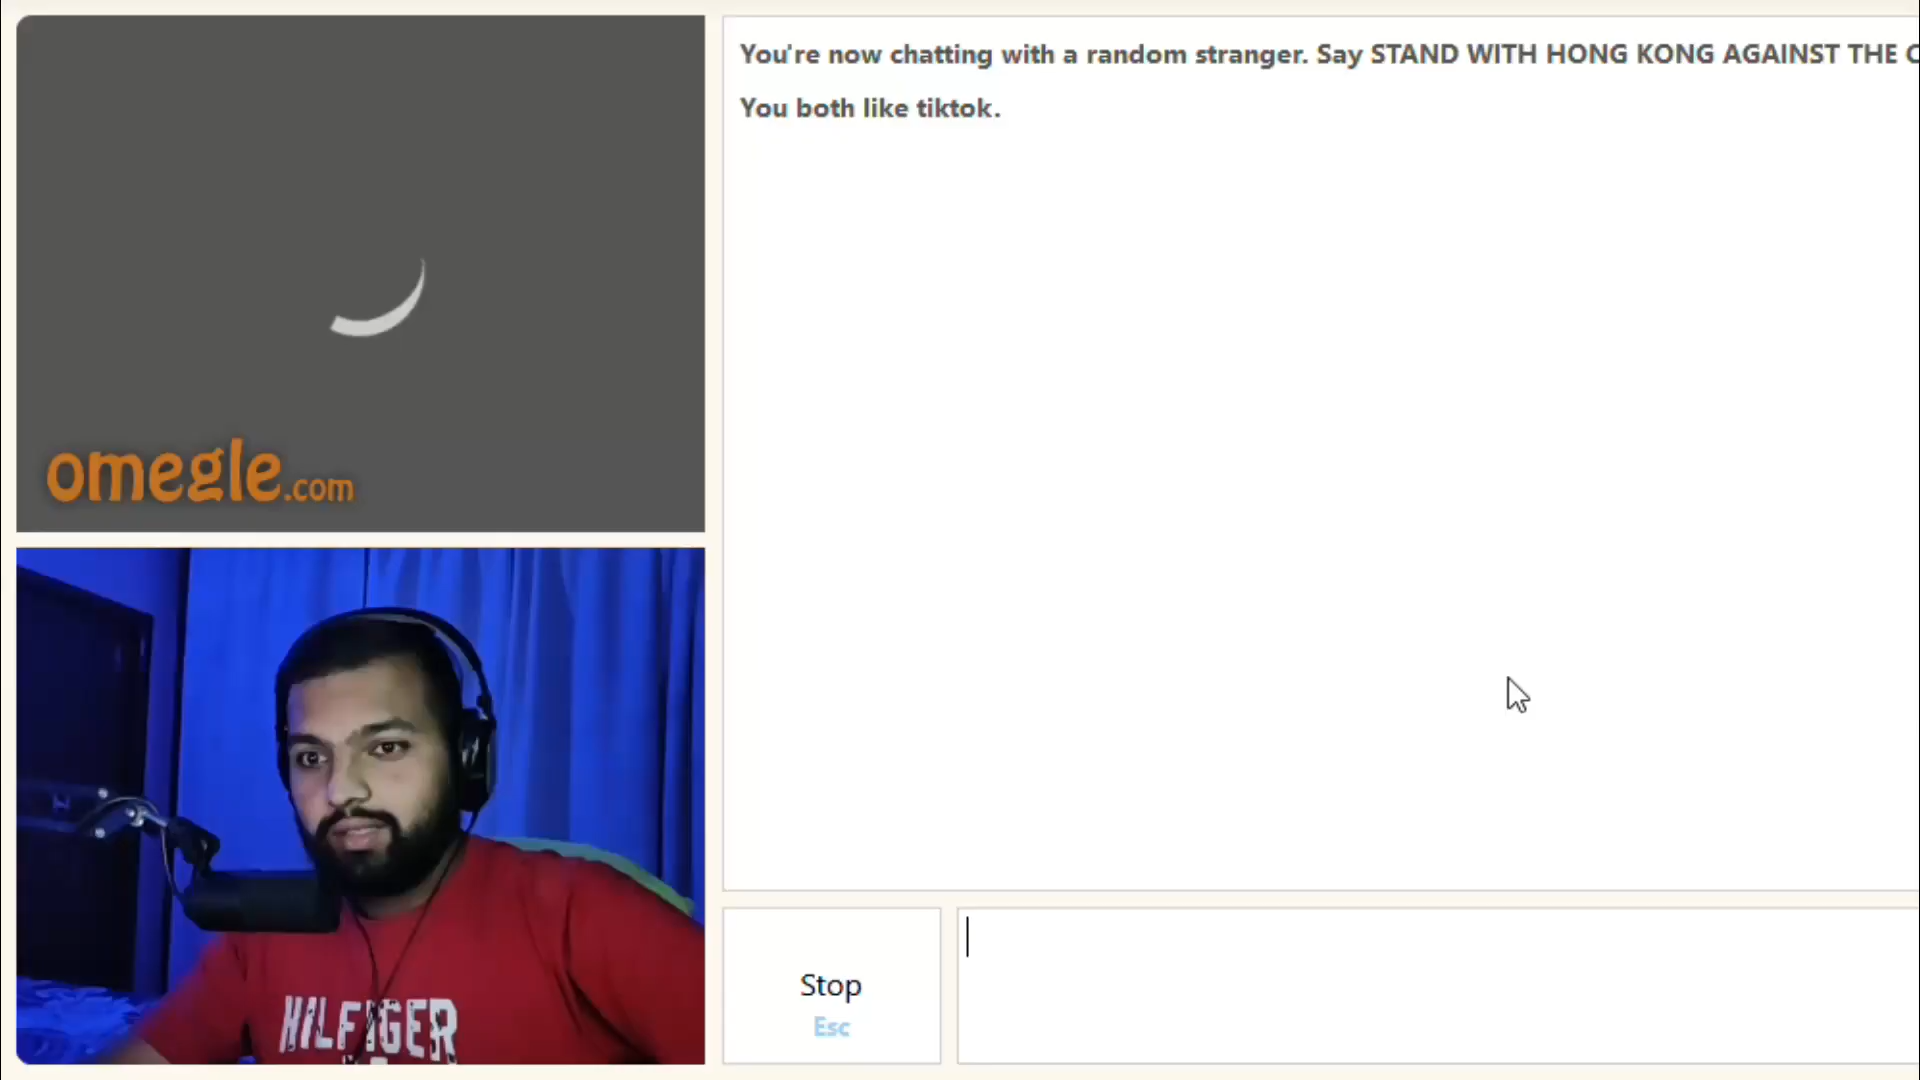 You're now chatting with a random stranger. Say STAND WITH HONG KONG AGAINST THE C
You both like tiktok.
omegle.com
HILFIGER
Stop
Esc